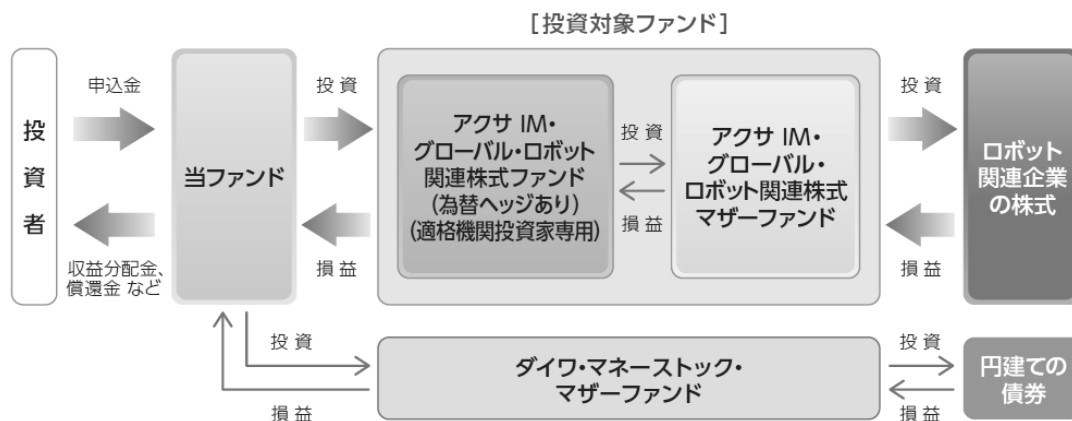 ［投資対象ファンド］
投資者
申込金
収益分配金、
償還金 など
当ファンド
投 資
損 益
アクサ IM・
グローバル・ロボット
関連株式ファンド
(為替ヘッジあり)
(適格機関投資家専用)
投 資
損 益
アクサ IM・
グローバル・
ロボット関連株式
マザーファンド
投 資
損 益
ロボット
関連企業
の株式
投 資
損 益
ダイワ・マネーストック・
マザーファンド
投 資
損 益
円建ての
債券